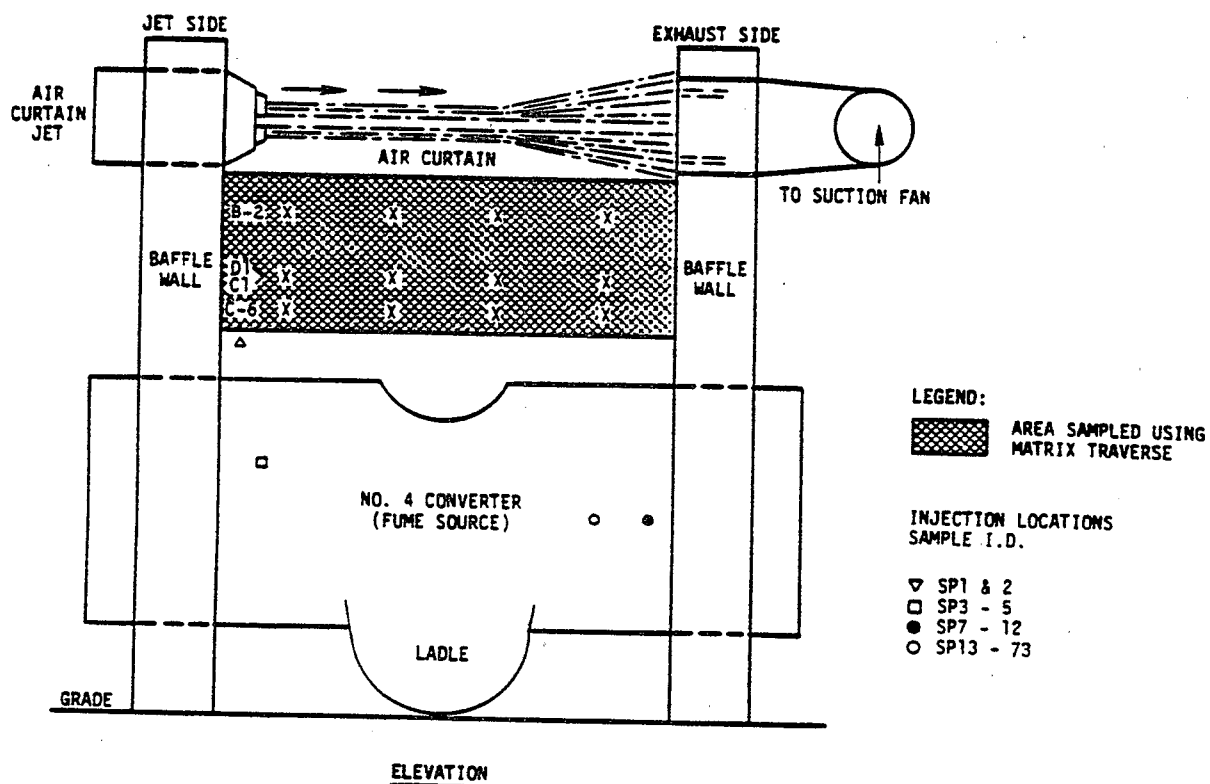 JET SIDE
EXHAUST SIDE
AIR
CURTAIN
JET
AIR CURTAIN
TO SUCTION FAN
B-2 X X X X
BAFFLE
WALL
D1
C1 X X X X
C-6 X X X X
BAFFLE
WALL
LEGEND:
AREA SAMPLED USING
MATRIX TRAVERSE
NO. 4 CONVERTER
(FUME SOURCE)
INJECTION LOCATIONS
SAMPLE I.D.
SP1 & 2
SP3 - 5
SP7 - 12
SP13 - 73
LADLE
GRADE
ELEVATION